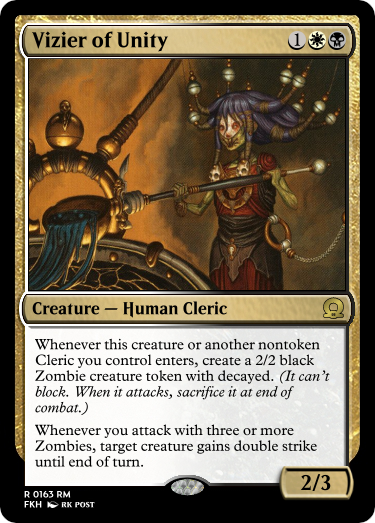 Vizier of Unity
1
Creature — Human Cleric
Whenever this creature or another nontoken
Cleric you control enters, create a 2/2 black
Zombie creature token with decayed. (It can't
block. When it attacks, sacrifice it at end of
combat.)
Whenever you attack with three or more
Zombies, target creature gains double strike
until end of turn.
2/3
R 0163 RM
FKH RK POST